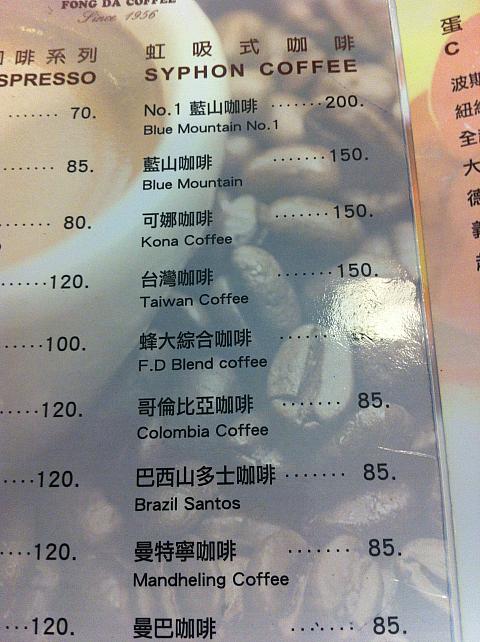 FONG DA COFFEE
Since 1956
啡系列
SPRESSO
70.
85.
80.
120.
100.
120.
120.
120.
120.
虹吸式咖啡
SYPHON COFFEE
No.1 藍山咖啡 ·······200.
Blue Mountain No.1
藍山咖啡 ·······150.
Blue Mountain
可娜咖啡 ·······150.
Kona Coffee
台灣咖啡 ·······150.
Taiwan Coffee
蜂大綜合咖啡
F.D Blend coffee
哥倫比亞咖啡 ······· 85.
Colombia Coffee
巴西山多士咖啡 ······· 85.
Brazil Santos
曼特寧咖啡 ······· 85.
Mandheling Coffee
曼巴咖啡 ······· 85.
蛋
C
波斯
全
大